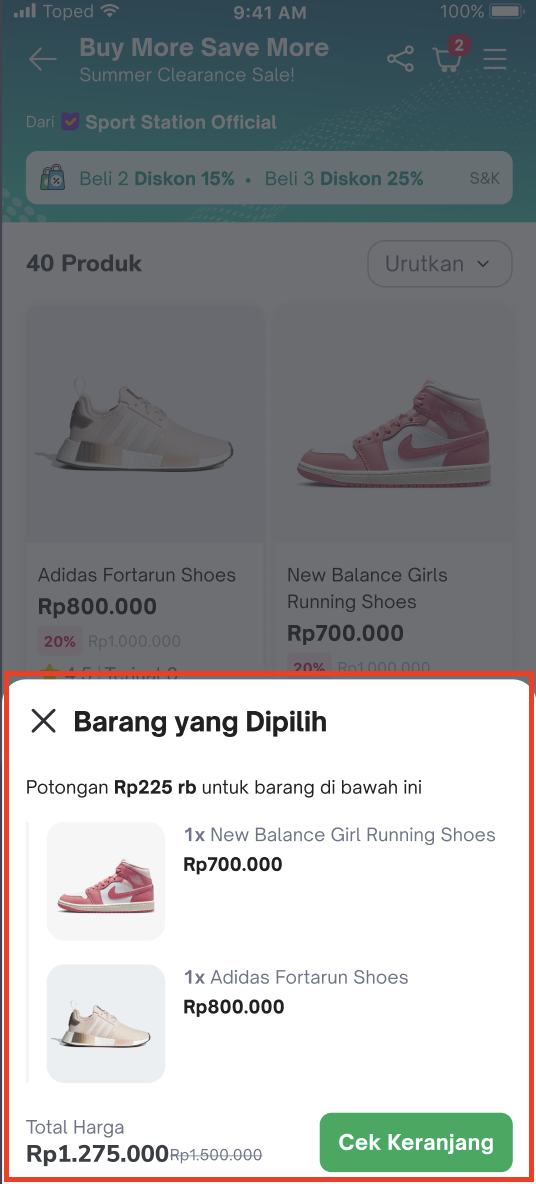 Toped 9:41 AM 100%
Buy More Save More 2
Summer Clearance Sale!
Dari Sport Station Official
Beli 2 Diskon 15% • Beli 3 Diskon 25% S&K
40 Produk Urutkan
Adidas Fortarun Shoes
Rp800.000
20% Rp1.000.000
4.5 | Terjual
New Balance Girls
Running Shoes
Rp700.000
20% Rp1.000.000
Barang yang Dipilih
Potongan Rp225 rb untuk barang di bawah ini
1x New Balance Girl Running Shoes
Rp700.000
1x Adidas Fortarun Shoes
Rp800.000
Total Harga
Rp1.275.000 Rp1.500.000
Cek Keranjang